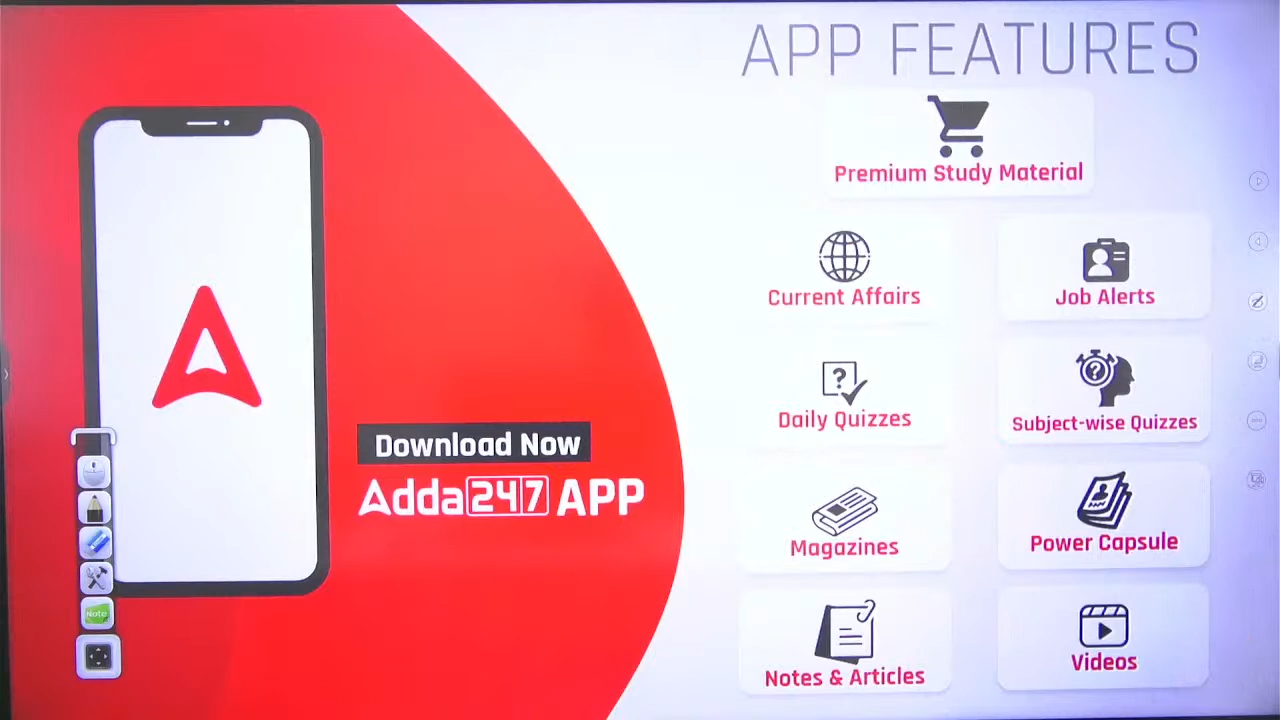 APP FEATURES
Premium Study Material
Current Affairs
Job Alerts
Daily Quizzes
Subject-wise Quizzes
Magazines
Power Capsule
Notes & Articles
Videos
Download Now
Adda247 APP
Note